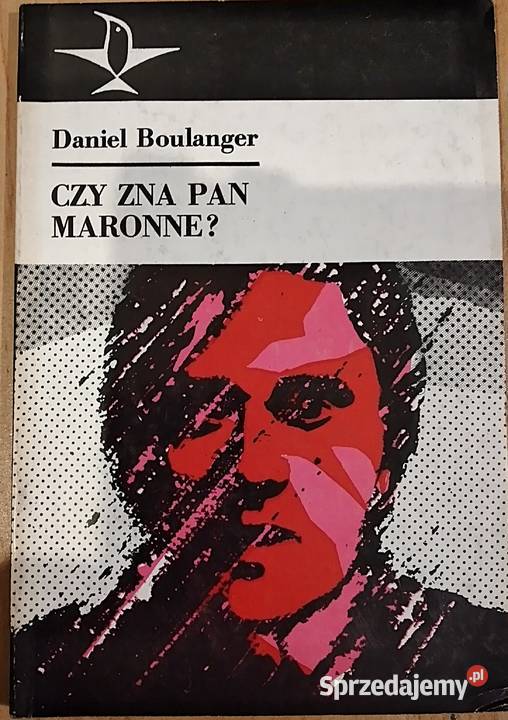 Daniel Boulanger
CZY ZNA PAN
MARONNE?
Sprzedajemy.pl